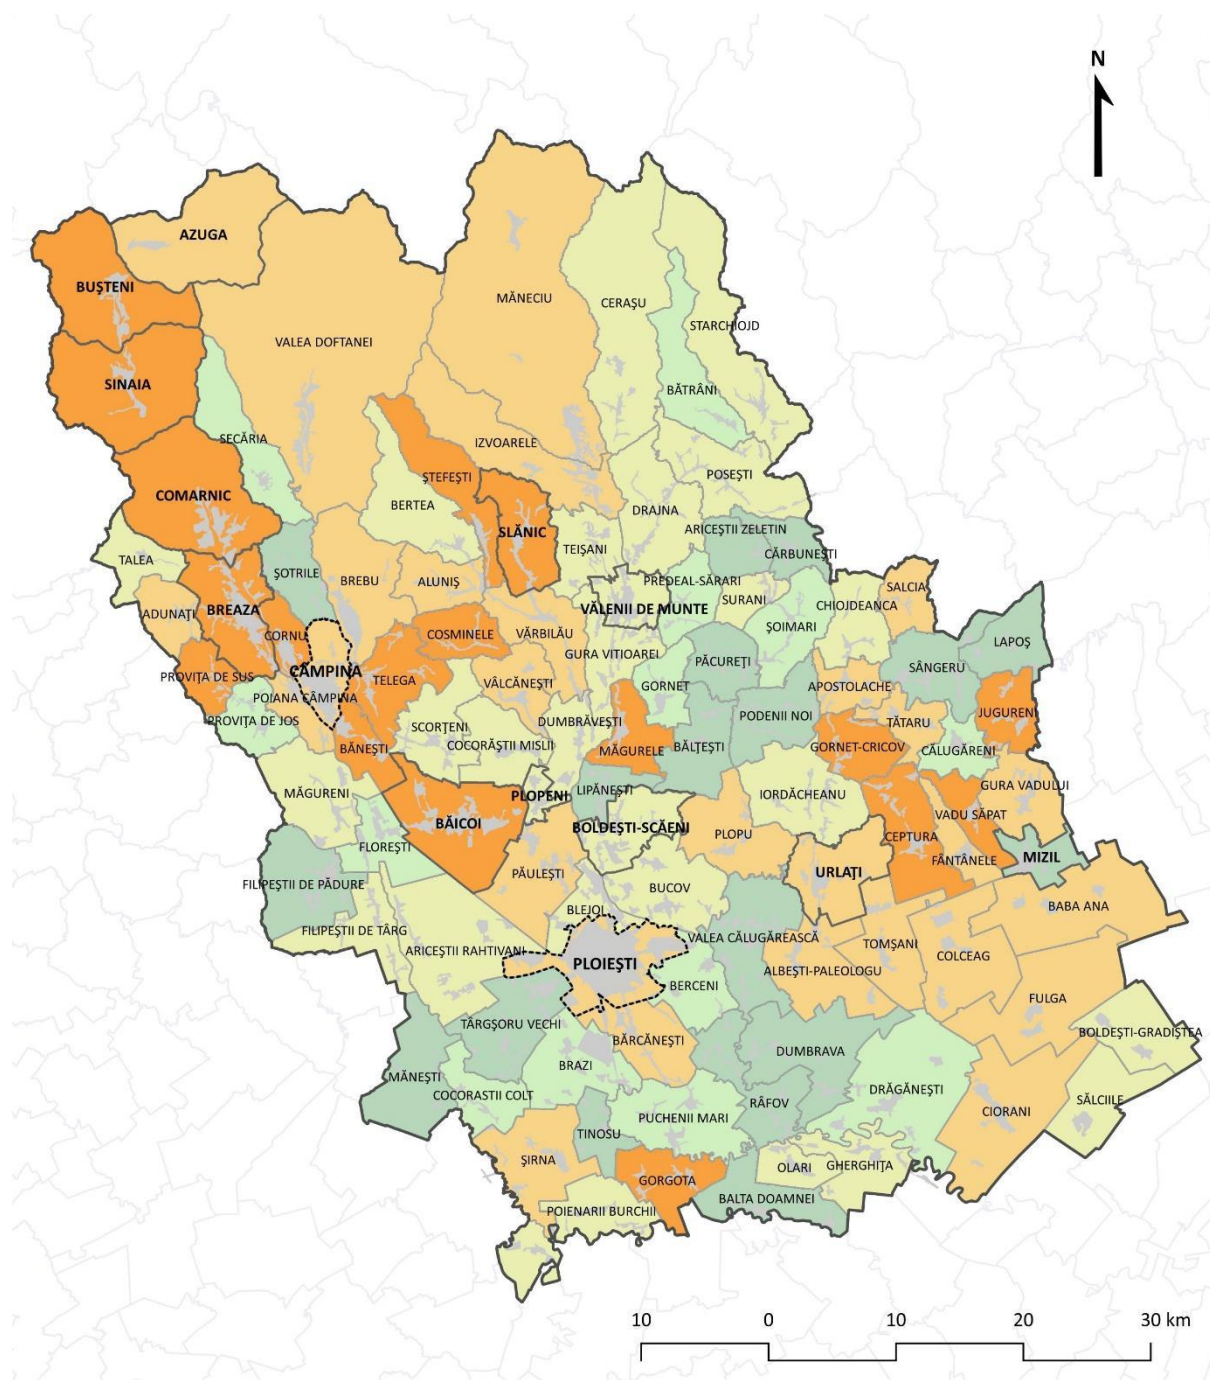 N
AZUGA
BUŞTENI
MĂNECIU
CERAŞU
STARCHIOJD
VALEA DOFTANEI
SINAIA
BĂTRÂNI
SECĂRIA
IZVOARELE
ŞTEFEŞTI
POSEŞTI
COMARNIC
BERTEA
DRAJNA
SLĂNIC
ARICEŞTII ZELETIN
TEIŞANI
CĂRBUNEŞTI
TALEA
ŞOTRILE
BREBU
ALUNIŞ
PREDEAL-SĂRARI
SALCIA
SURANI
CHIOJDEANCA
ADUNAŢI
BREAZA
VĂLENII DE MUNTE
CORNU
COSMINELE
VĂRBILĂU
ŞOIMARI
LAPOŞ
GURA VITIOAREI
PĂCUREŢI
SÂNGERU
PROVIŢA DE SUS
CÂMPINA
TELEGA
VÂLCĂNEŞTI
GORNET
APOSTOLACHE
POIANA CÂMPINA
JUGURENI
PROVIŢA DE JOS
SCORŢENI
DUMBRĂVEŞTI
PODENII NOI
TĂTARU
BĂNEŞTI
COCORĂŞTII MISLII
MĂGURELE
BĂLŢEŞTI
GORNET-CRICOV
CĂLUGĂRENI
MĂGURENI
PLOPENI
LIPĂNEŞTI
IORDĂCHEANU
GURA VADULUI
BĂICOI
BOLDEŞTI-SCĂENI
PLOPU
CEPTURA
VADU SĂPAT
FLOREŞTI
FÂNTÂNELE
MIZIL
PĂULEŞTI
URLAŢI
FILIPEŞTII DE PĂDURE
BUCOV
BLEJOI
BABA ANA
FILIPEŞTII DE TÂRG
ARICEŞTII RAHTIVANI
VALEA CĂLUGĂREASCĂ
TOMŞANI
PLOIEŞTI
COLCEAG
ALBEŞTI-PALEOLOGU
BERCENI
FULGA
TÂRGŞORU VECHI
BOLDEŞTI-GRADIŞTEA
BĂRCĂNEŞTI
DUMBRAVA
BRAZI
MĂNEŞTI
DRĂGĂNEŞTI
COCORASTII COLT
RÂFOV
SĂLCIILE
PUCHENII MARI
CIORANI
TINOSU
ŞIRNA
OLARI
GHERGHIŢA
GORGOTA
BALTA DOAMNEI
POIENARII BURCHII
10 0 10 20 30 km